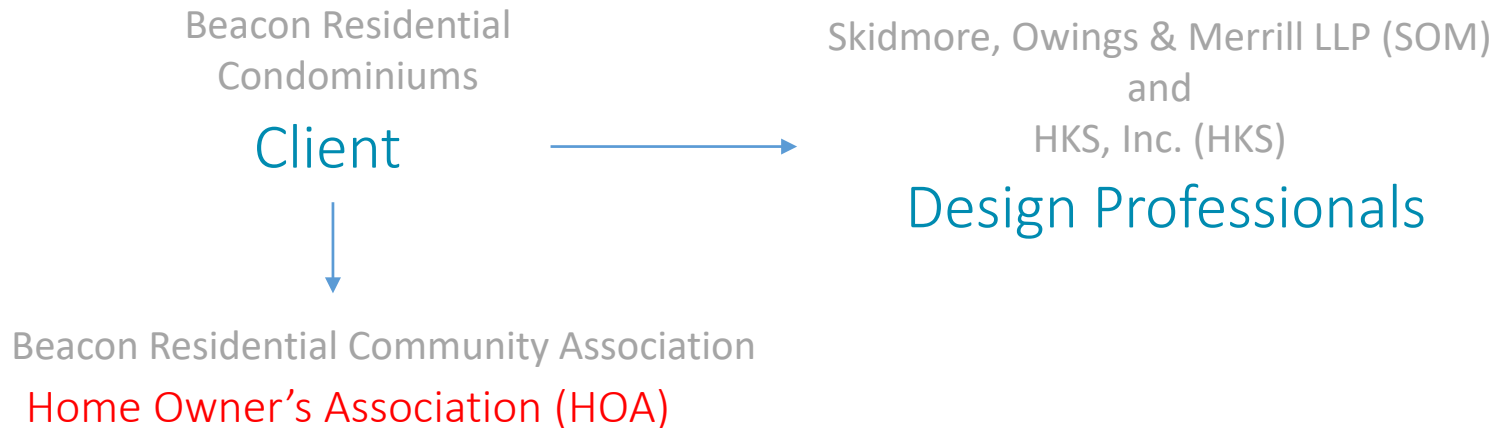 Beacon Residential
Condominiums
Client
Skidmore, Owings & Merrill LLP (SOM)
and
HKS, Inc. (HKS)
Design Professionals
Beacon Residential Community Association
Home Owner’s Association (HOA)